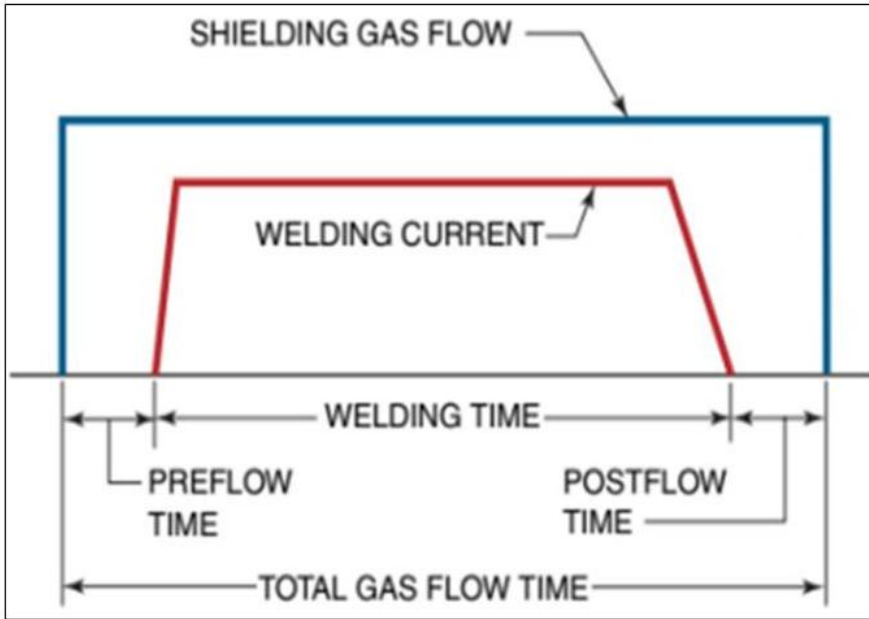 SHIELDING GAS FLOW
WELDING CURRENT
WELDING TIME
PREFLOW
TIME
POSTFLOW
TIME
TOTAL GAS FLOW TIME